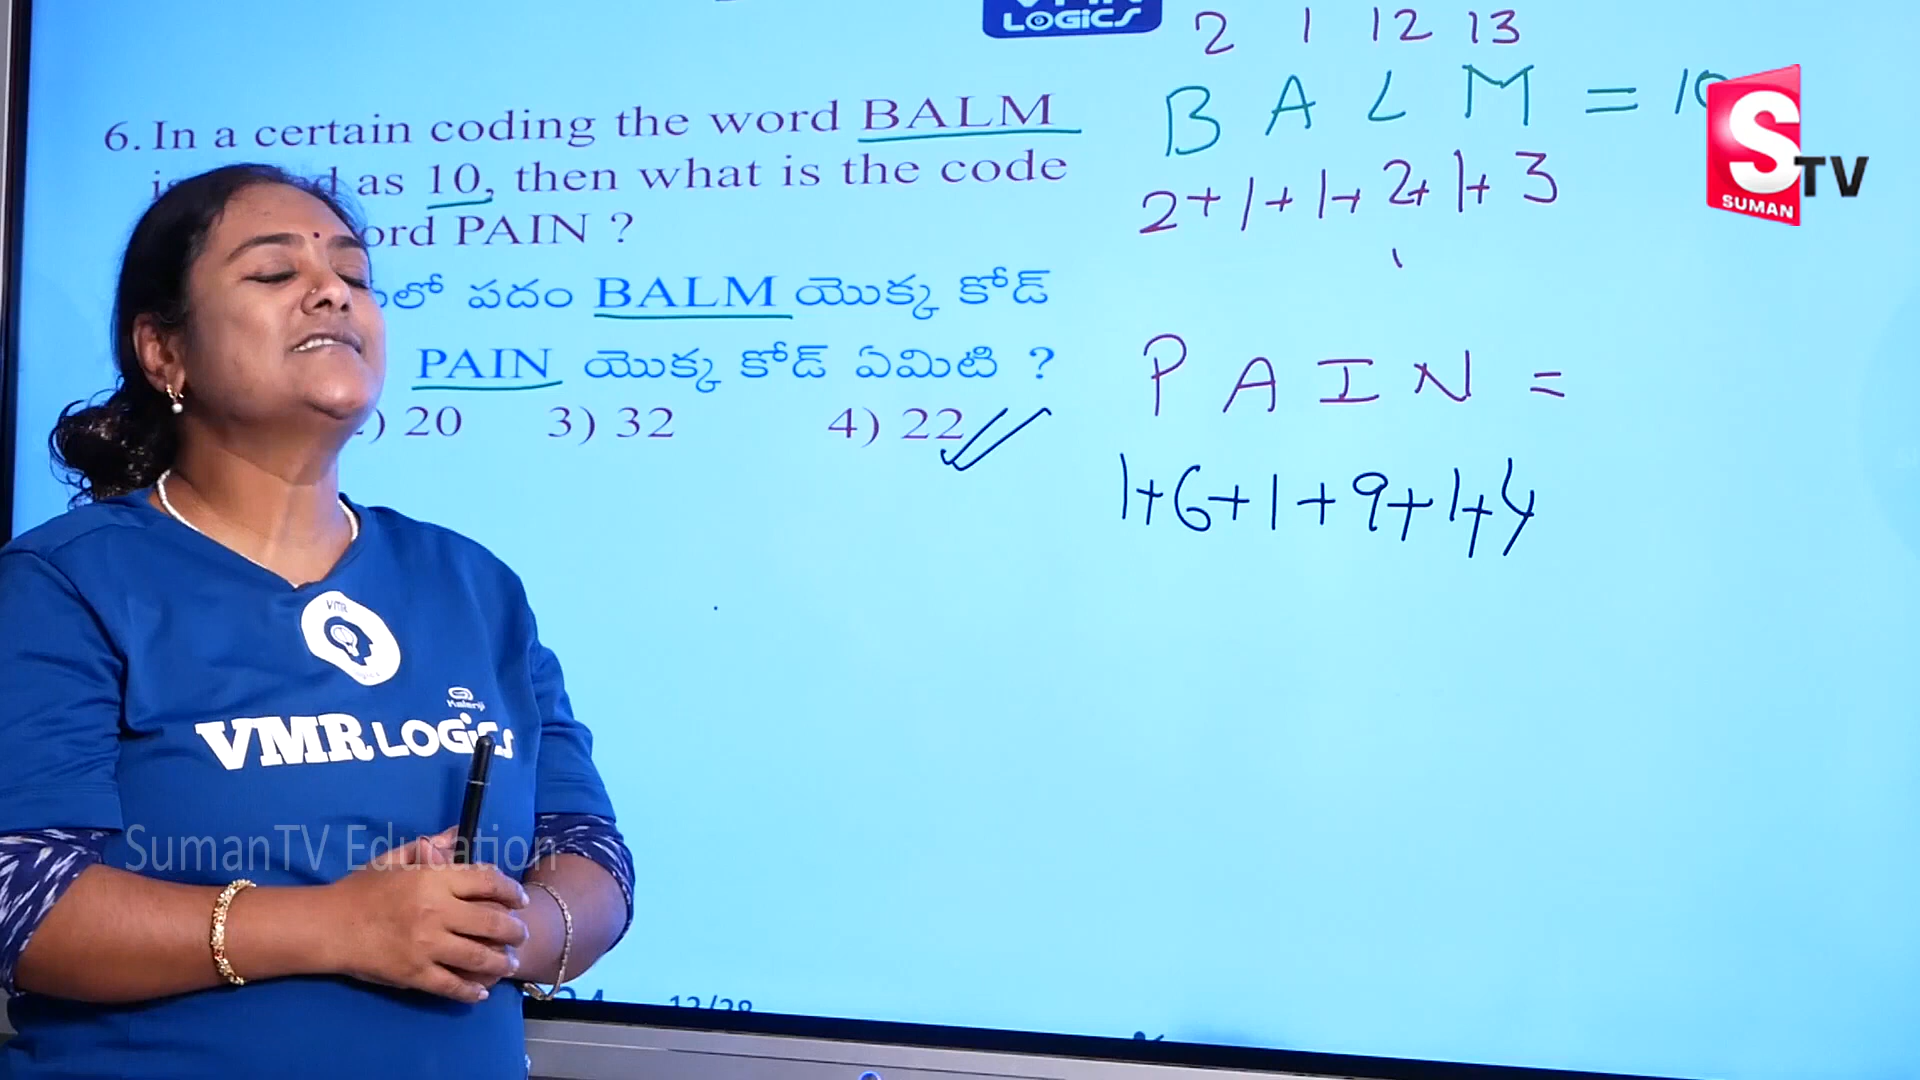 LOGiCS
6. In a certain coding the word BALM
as 10, then what is the code
PAIN ?
పదం BALM యొక్క కోడ్
PAIN యొక్క కోడ్ ఏమిటి ?
20 3) 32 4) 22
2 1 12 13
B A L M =
2+1+1+2+1+3
P A I N =
1+6+1+9+1+4
S TV
SUMAN
VMR
VMR LOGiCS
SumanTV Education